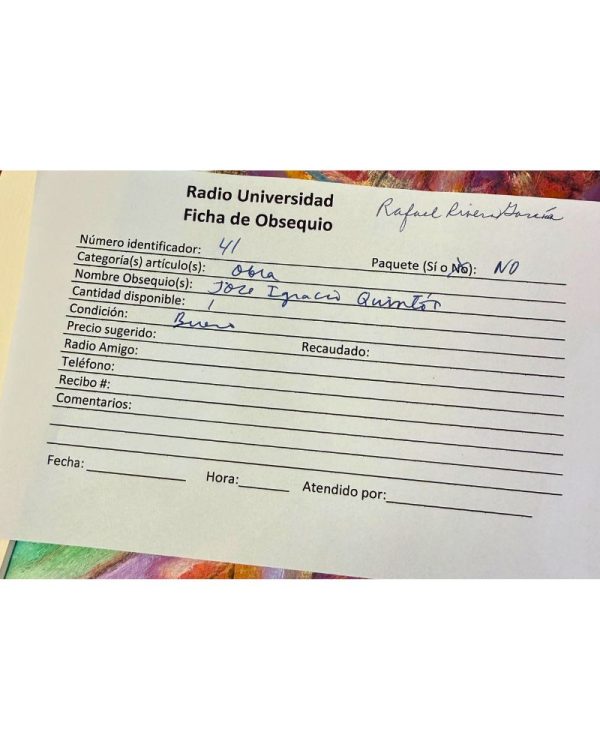 Radio Universidad
Ficha de Obsequio
Rafael Rivera García
Número identificador: 41
Paquete (Sí o No): NO
Categoría(s) artículo(s): Obra
Nombre Obsequio(s): Jose Ignacio Quintón
Cantidad disponible: 1
Condición: Buena
Precio sugerido:
Recaudado:
Radio Amigo:
Teléfono:
Recibo #:
Comentarios:
Fecha:
Hora:
Atendido por: